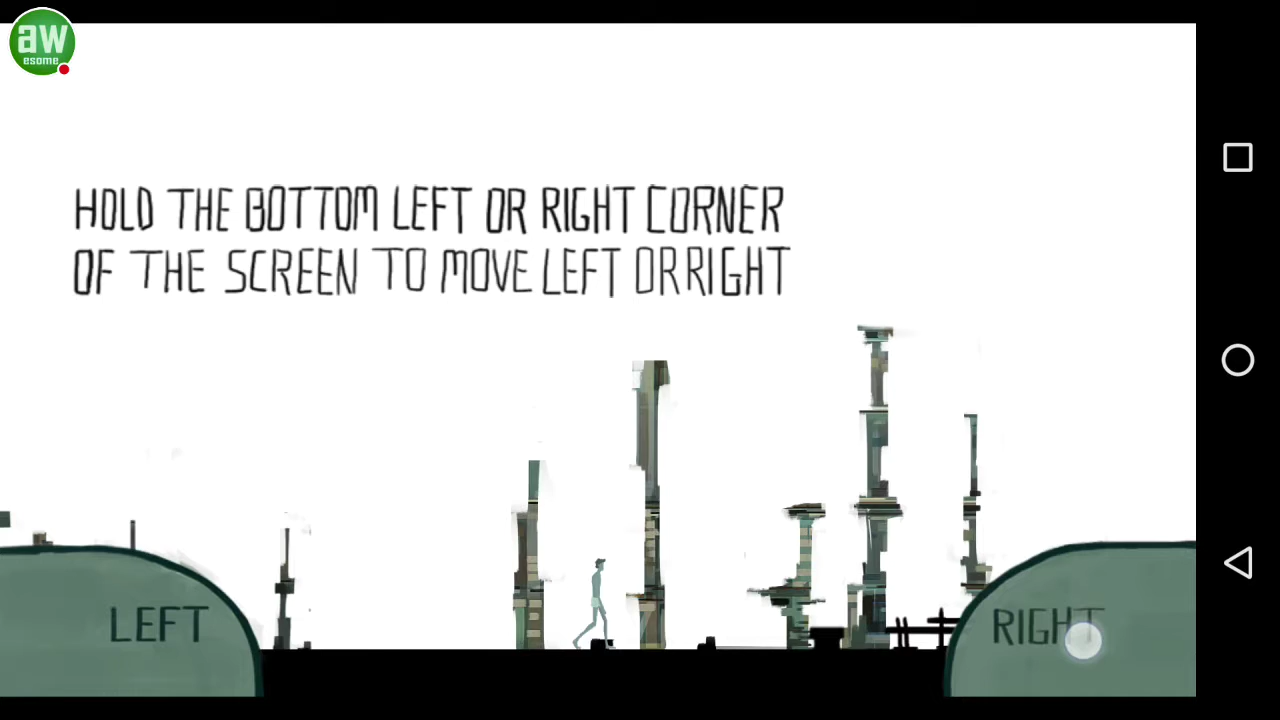 aw
esome
HOLD THE BOTTOM LEFT OR RIGHT CORNER
OF THE SCREEN TO MOVE LEFT OR RIGHT
LEFT
RIGHT